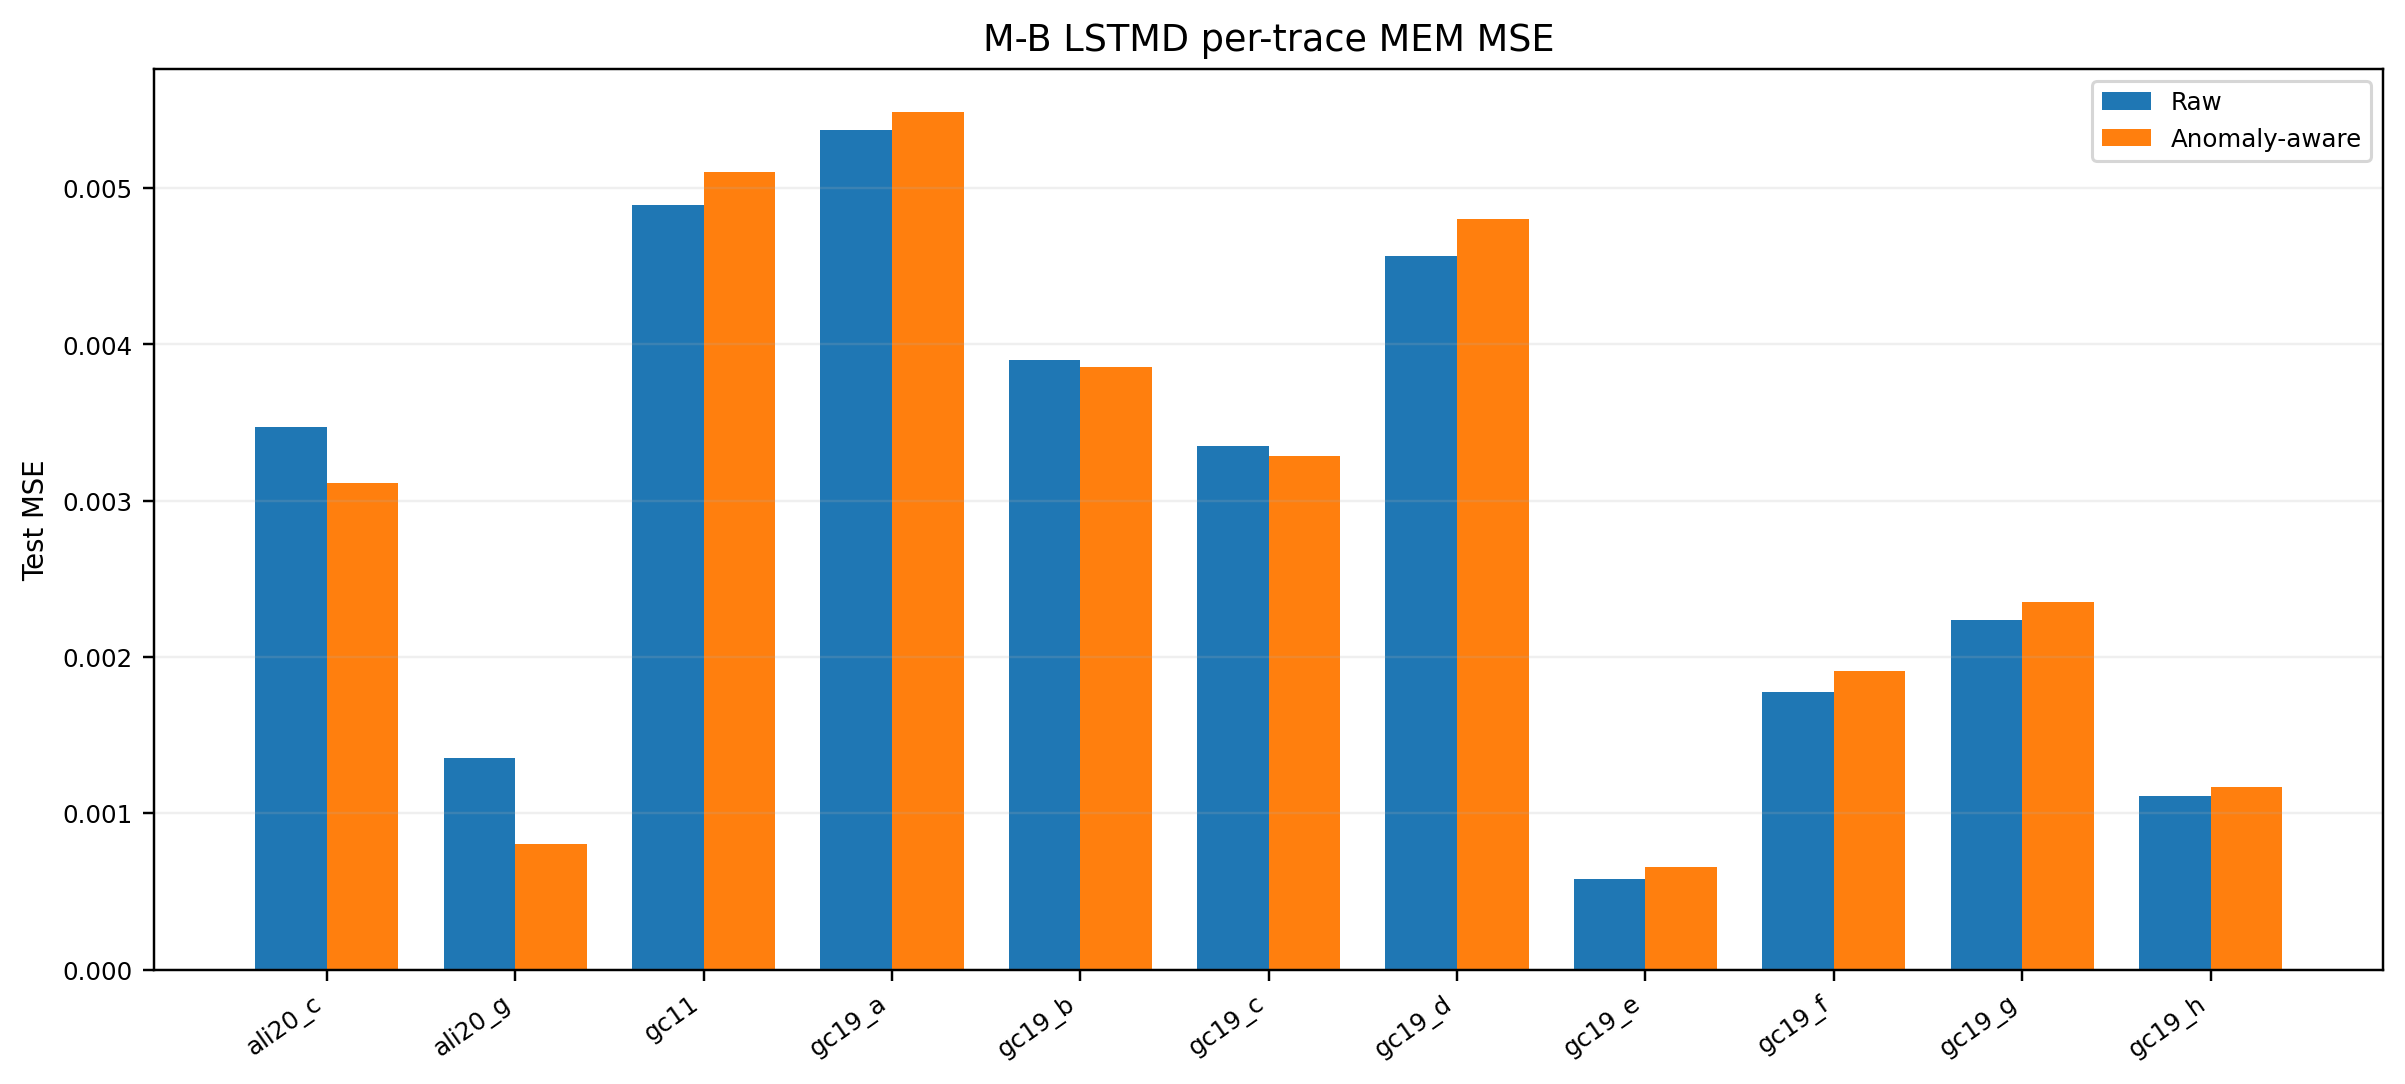 M-B LSTMD per-trace MEM MSE
Raw
Anomaly-aware
Test MSE
0.005
0.004
0.003
0.002
0.001
0.000
ali20_c
ali20_g
gc11
gc19_a
gc19_b
gc19_c
gc19_d
gc19_e
gc19_f
gc19_g
gc19_h